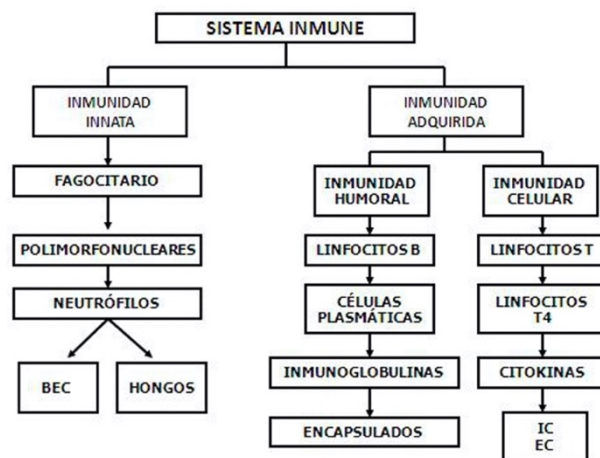 SISTEMA INMUNE
INMUNIDAD
INNATA
FAGOCITARIO
POLIMORFONUCLEARES
NEUTRÓFILOS
BEC
HONGOS
INMUNIDAD
ADQUIRIDA
INMUNIDAD
HUMORAL
LINFOCITOS B
CÉLULAS
PLASMÁTICAS
INMUNOGLOBULINAS
ENCAPSULADOS
INMUNIDAD
CELULAR
LINFOCITOS T
LINFOCITOS
T4
CITOKINAS
IC
EC